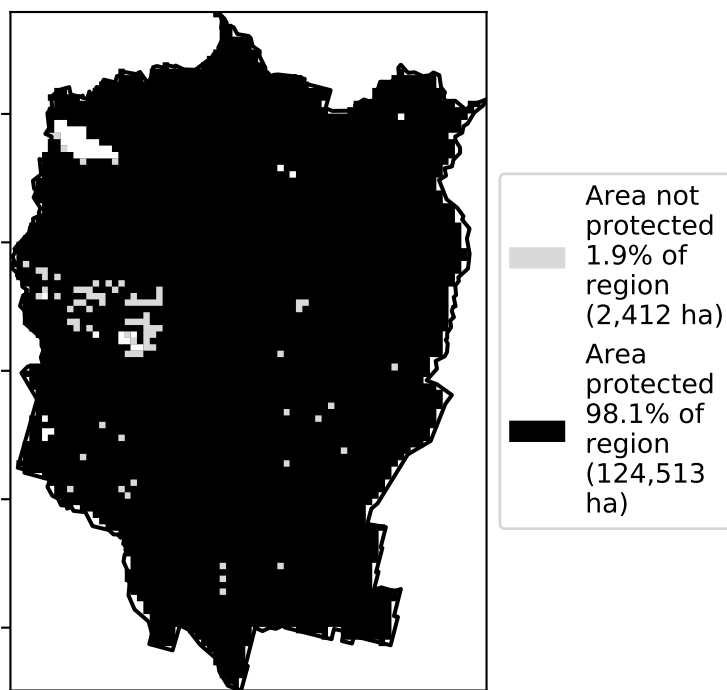 Area not
protected
1.9% of
region
(2,412 ha)
Area
protected
98.1% of
region
(124,513
ha)